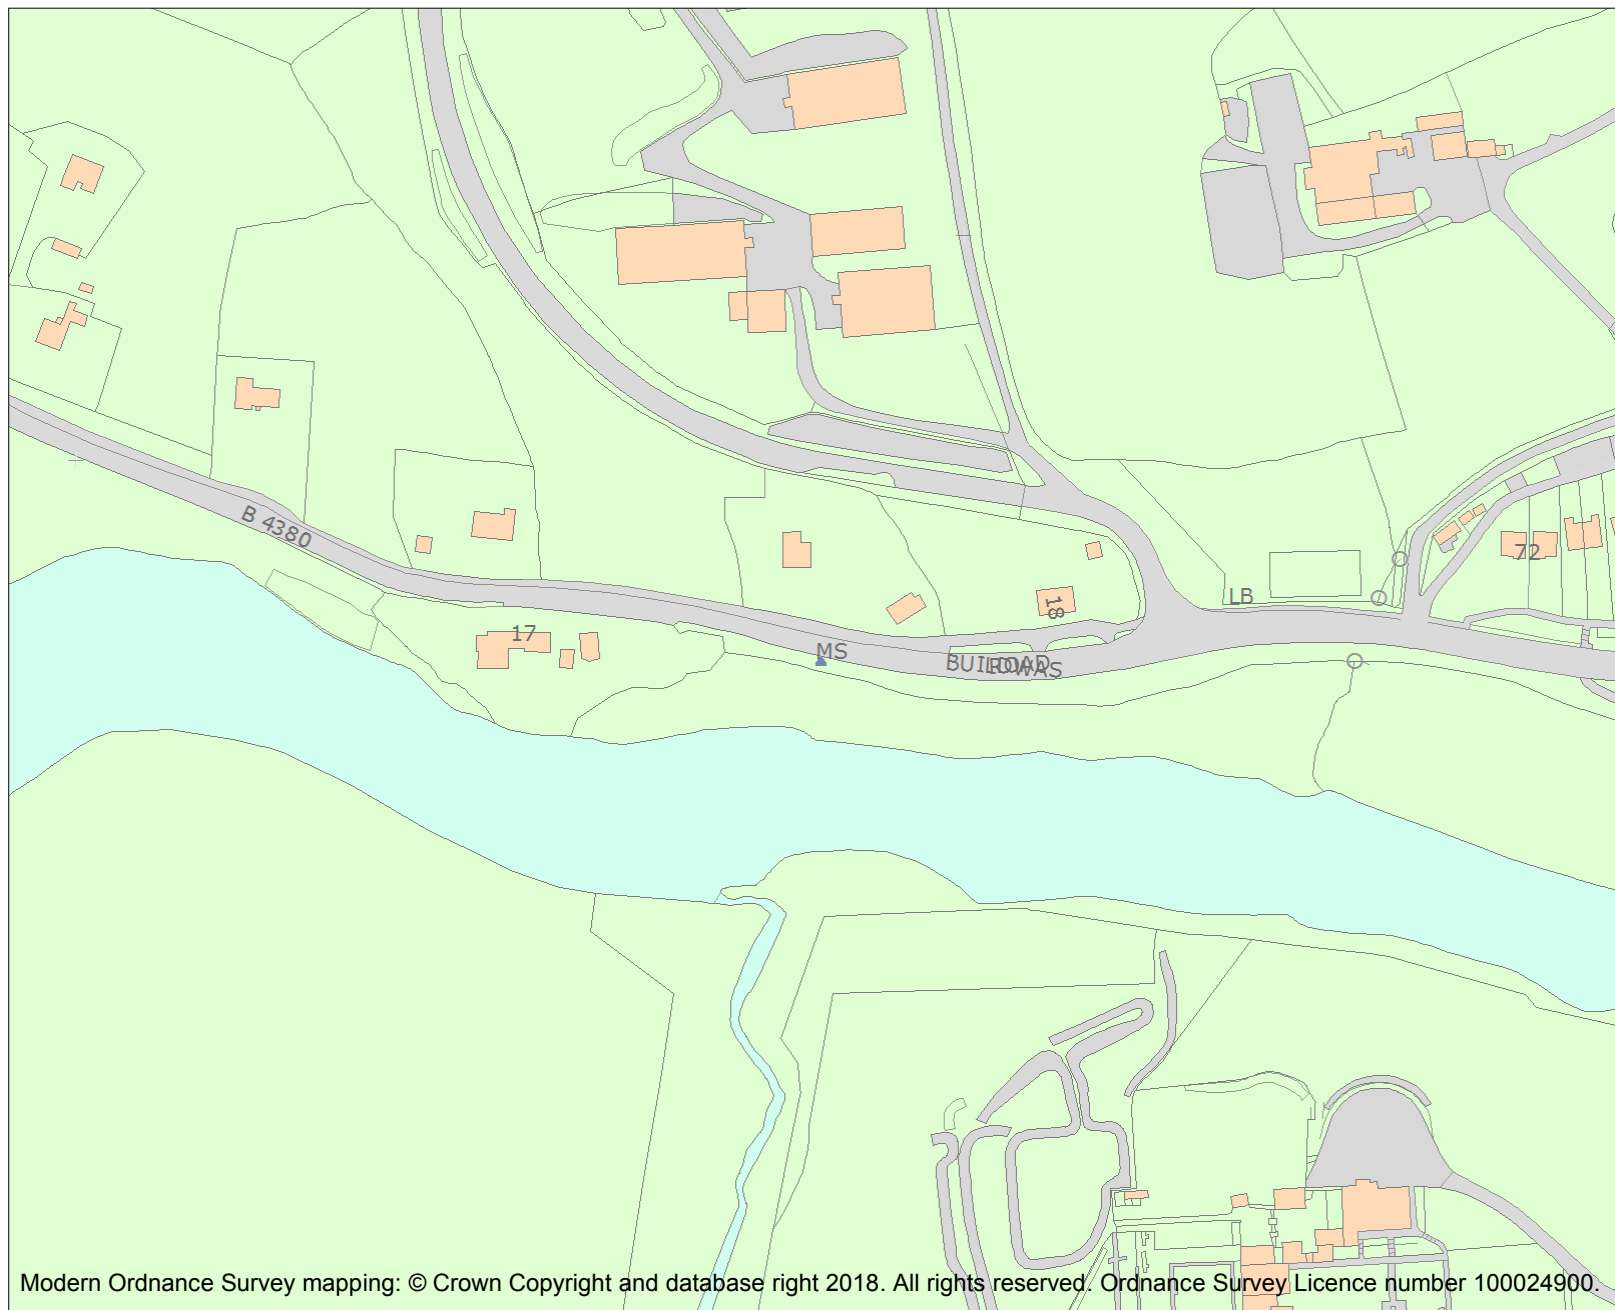 B 4380
72
LB
18
17
MS
BUILDWAS
ROAD
Modern Ordnance Survey mapping: © Crown Copyright and database right 2018. All rights reserved. Ordnance Survey Licence number 100024900.